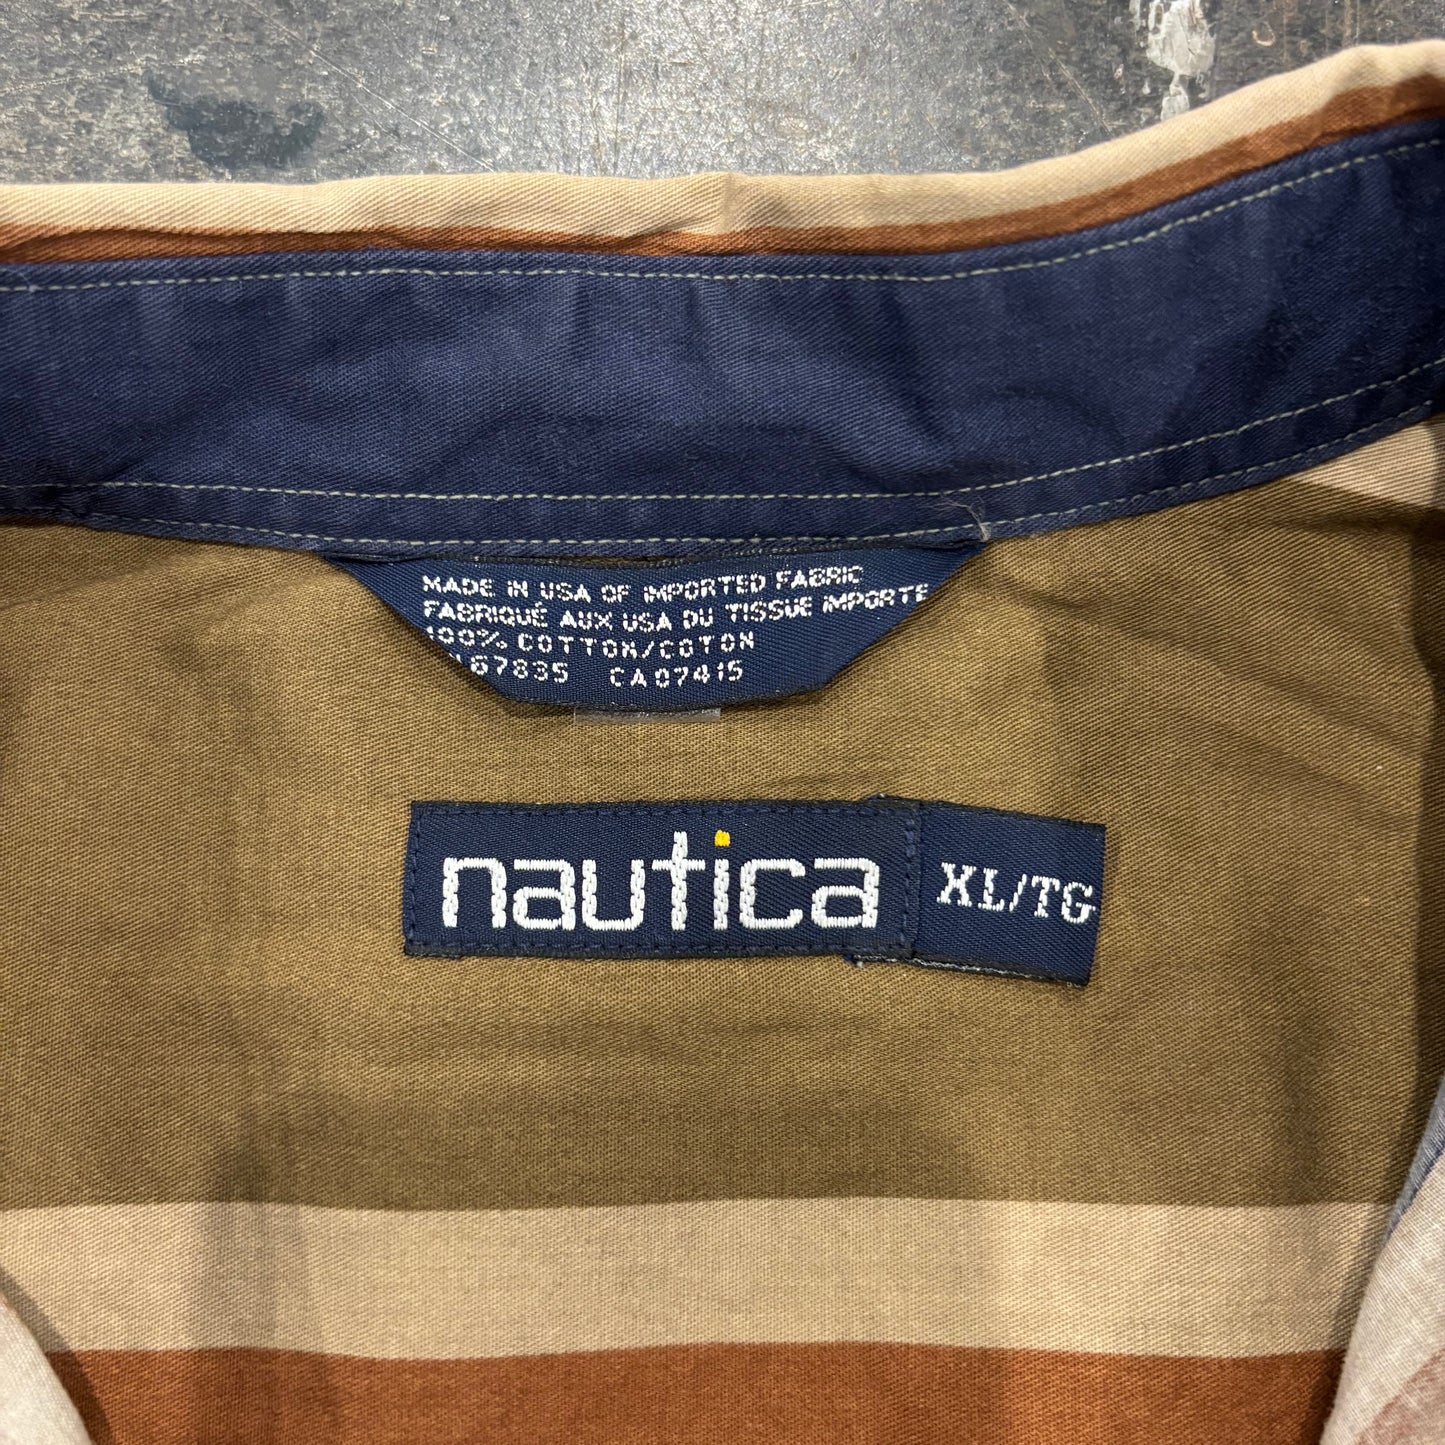 MADE IN USA OF IMPORTED FABRIC
FABRIQUÉ AUX USA DU TISSUE IMPORTE
100% COTTON/COTON
67835 CA07415
nautica XL/TG